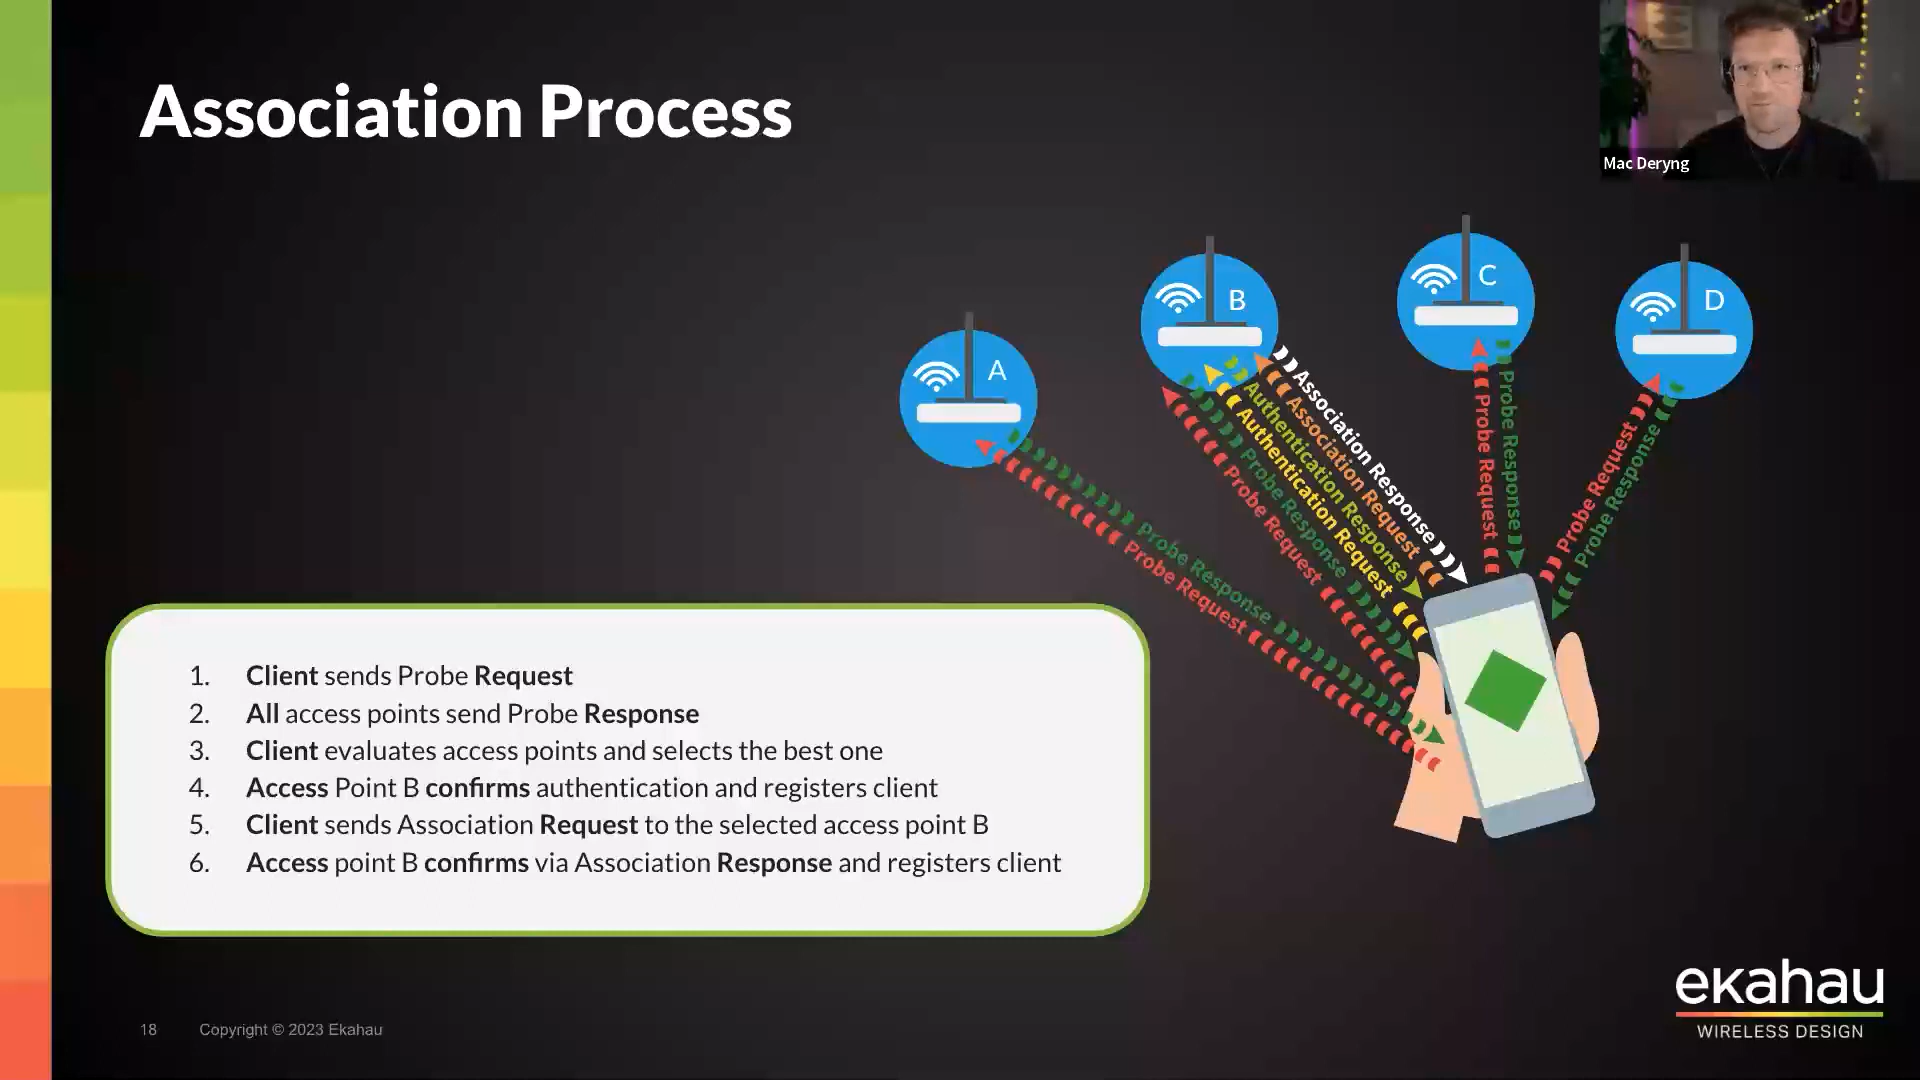 Association Process
Mac Deryng
A
B
C
D
Probe Response
Probe Request
Probe Request
Probe Response
Authentication Request
Authentication Response
Association Request
Association Response
Probe Request
Probe Response
Probe Request
Probe Response
1. Client sends Probe Request
2. All access points send Probe Response
3. Client evaluates access points and selects the best one
4. Access Point B confirms authentication and registers client
5. Client sends Association Request to the selected access point B
6. Access point B confirms via Association Response and registers client
18 Copyright © 2023 Ekahau
ekahau
WIRELESS DESIGN